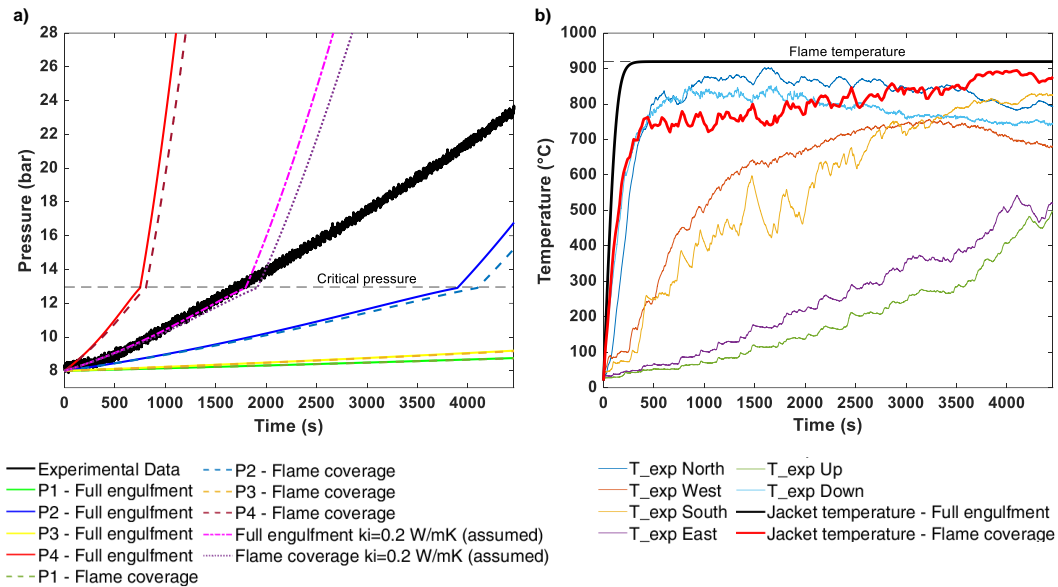 a)
28
26
24
22
20
18
16
14
12
10
8
Pressure (bar)
Critical pressure
0
500
1000
1500
2000
2500
3000
3500
4000
Time (s)
Experimental Data
P1 - Full engulfment
P2 - Full engulfment
P3 - Full engulfment
P4 - Full engulfment
P1 - Flame coverage
P2 - Flame coverage
P3 - Flame coverage
P4 - Flame coverage
Full engulfment ki=0.2 W/mK (assumed)
Flame coverage ki=0.2 W/mK (assumed)
b)
1000
900
800
700
600
500
400
300
200
100
0
Temperature (°C)
Flame temperature
0
500
1000
1500
2000
2500
3000
3500
4000
Time (s)
T_exp North
T_exp West
T_exp South
T_exp East
T_exp Up
T_exp Down
Jacket temperature - Full engulfment
Jacket temperature - Flame coverage